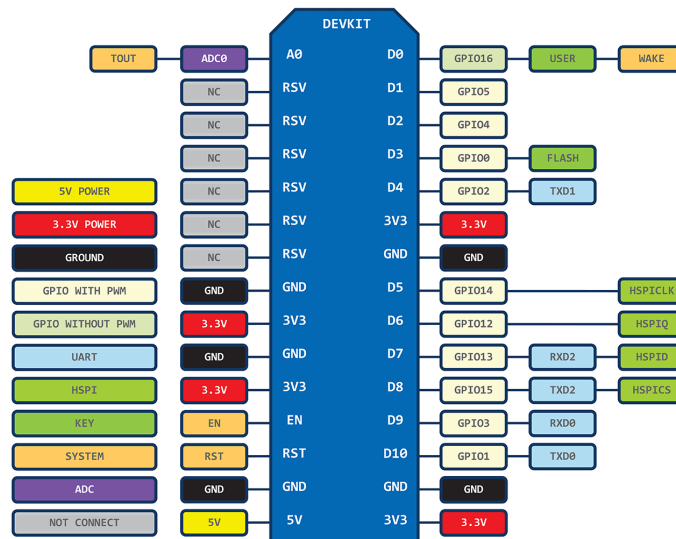 DEVKIT
TOUT ADC0 A0 D0 GPIO16 USER WAKE
NC RSV D1 GPIO5
NC RSV D2 GPIO4
NC RSV D3 GPIO0 FLASH
5V POWER NC RSV D4 GPIO2 TXD1
3.3V POWER NC RSV 3V3 3.3V
GROUND NC RSV GND GND
GPIO WITH PWM GND GND D5 GPIO14 HSPICLK
GPIO WITHOUT PWM 3.3V 3V3 D6 GPIO12 HSPIQ
UART GND GND D7 GPIO13 RXD2 HSPID
HSPI 3.3V 3V3 D8 GPIO15 TXD2 HSPICS
KEY EN EN D9 GPIO3 RXD0
SYSTEM RST RST D10 GPIO1 TXD0
ADC GND GND GND GND
NOT CONNECT 5V 5V 3V3 3.3V